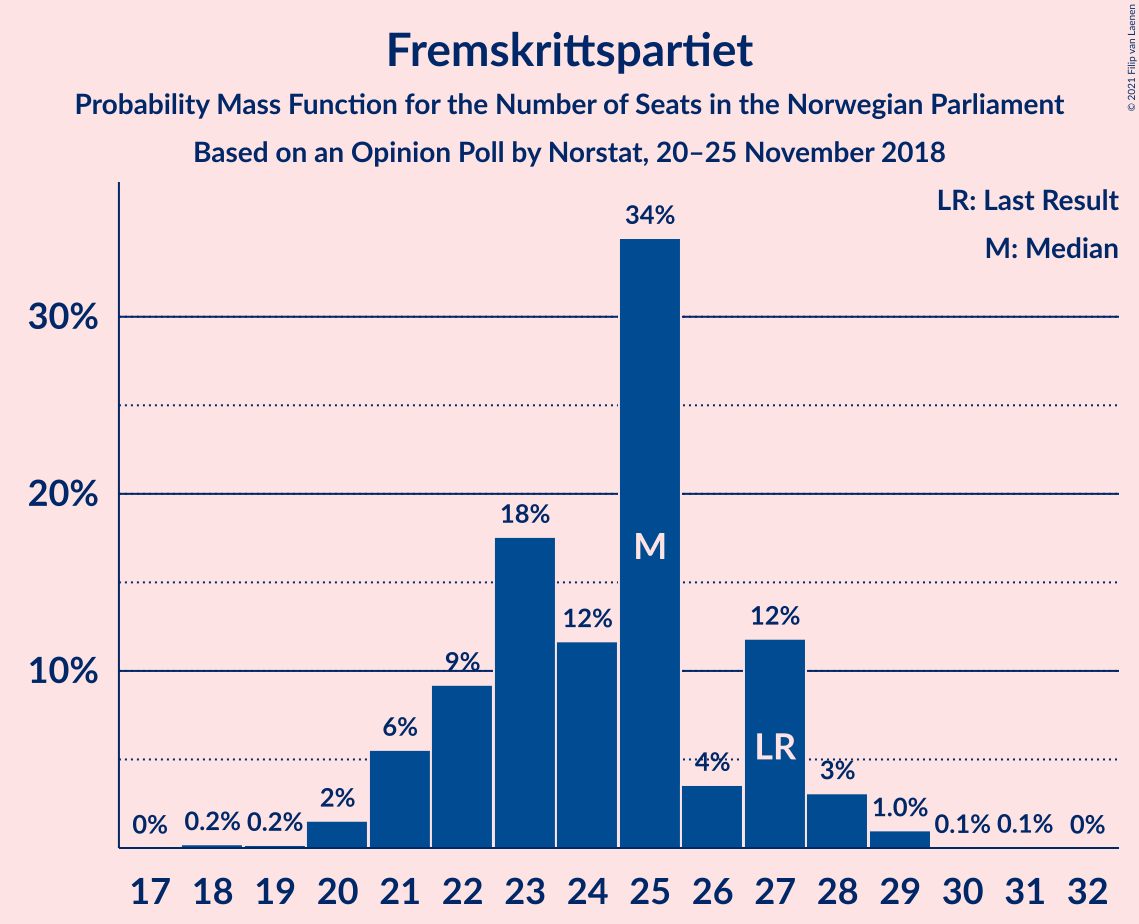 Fremskrittspartiet
Probability Mass Function for the Number of Seats in the Norwegian Parliament
Based on an Opinion Poll by Norstat, 20–25 November 2018
© 2021 Filip van Laenen
LR: Last Result
M: Median
30%
20%
10%
0%
0.2%
0.2%
2%
6%
9%
18%
12%
34%
M
4%
12%
LR
3%
1.0%
0.1%
0.1%
0%
17 18 19 20 21 22 23 24 25 26 27 28 29 30 31 32